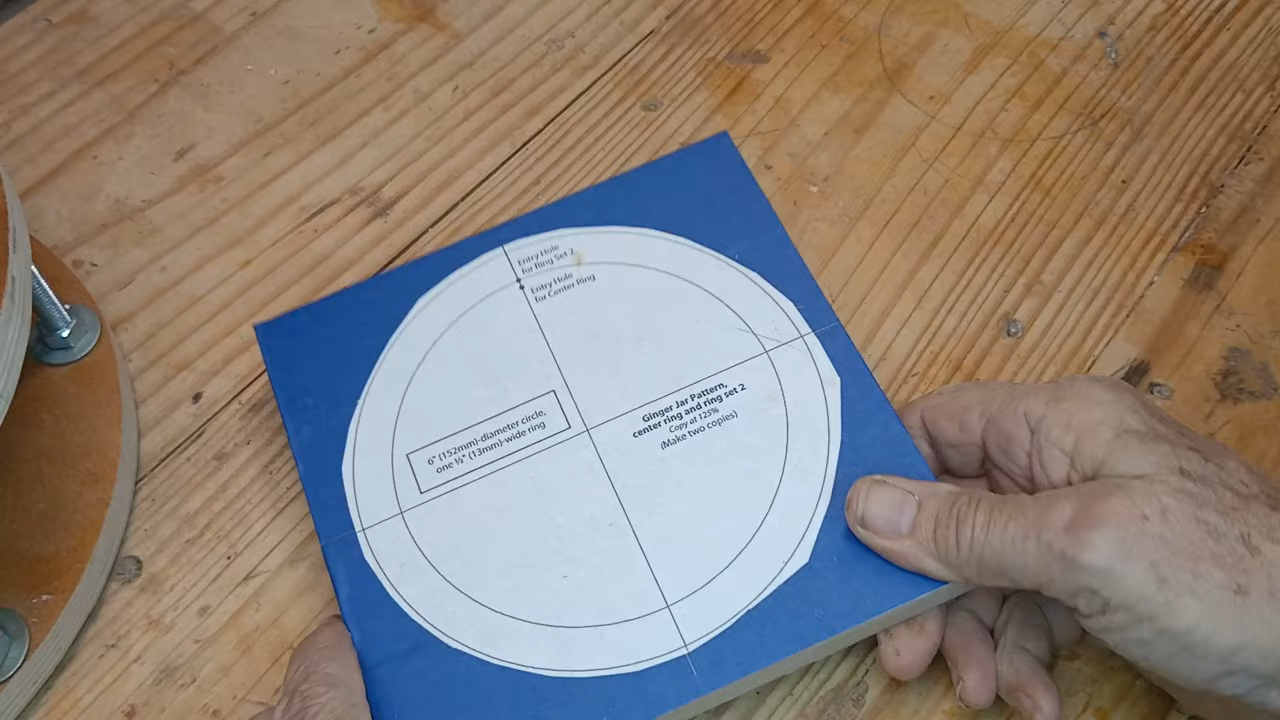 Entry Hole
for Ring Set 2
Entry Hole
for Center Ring
6" (152mm)-diameter circle,
one ½" (13mm)-wide ring
Ginger Jar Pattern,
center ring and ring set 2
Copy at 125%
(Make two copies)